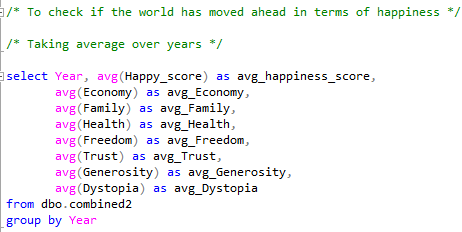 /* To check if the world has moved ahead in terms of happiness */
/* Taking average over years */
select Year, avg(Happy_score) as avg_happiness_score,
avg(Economy) as avg_Economy,
avg(Family) as avg_Family,
avg(Health) as avg_Health,
avg(Freedom) as avg_Freedom,
avg(Trust) as avg_Trust,
avg(Generosity) as avg_Generosity,
avg(Dystopia) as avg_Dystopia
from dbo.combined2
group by Year